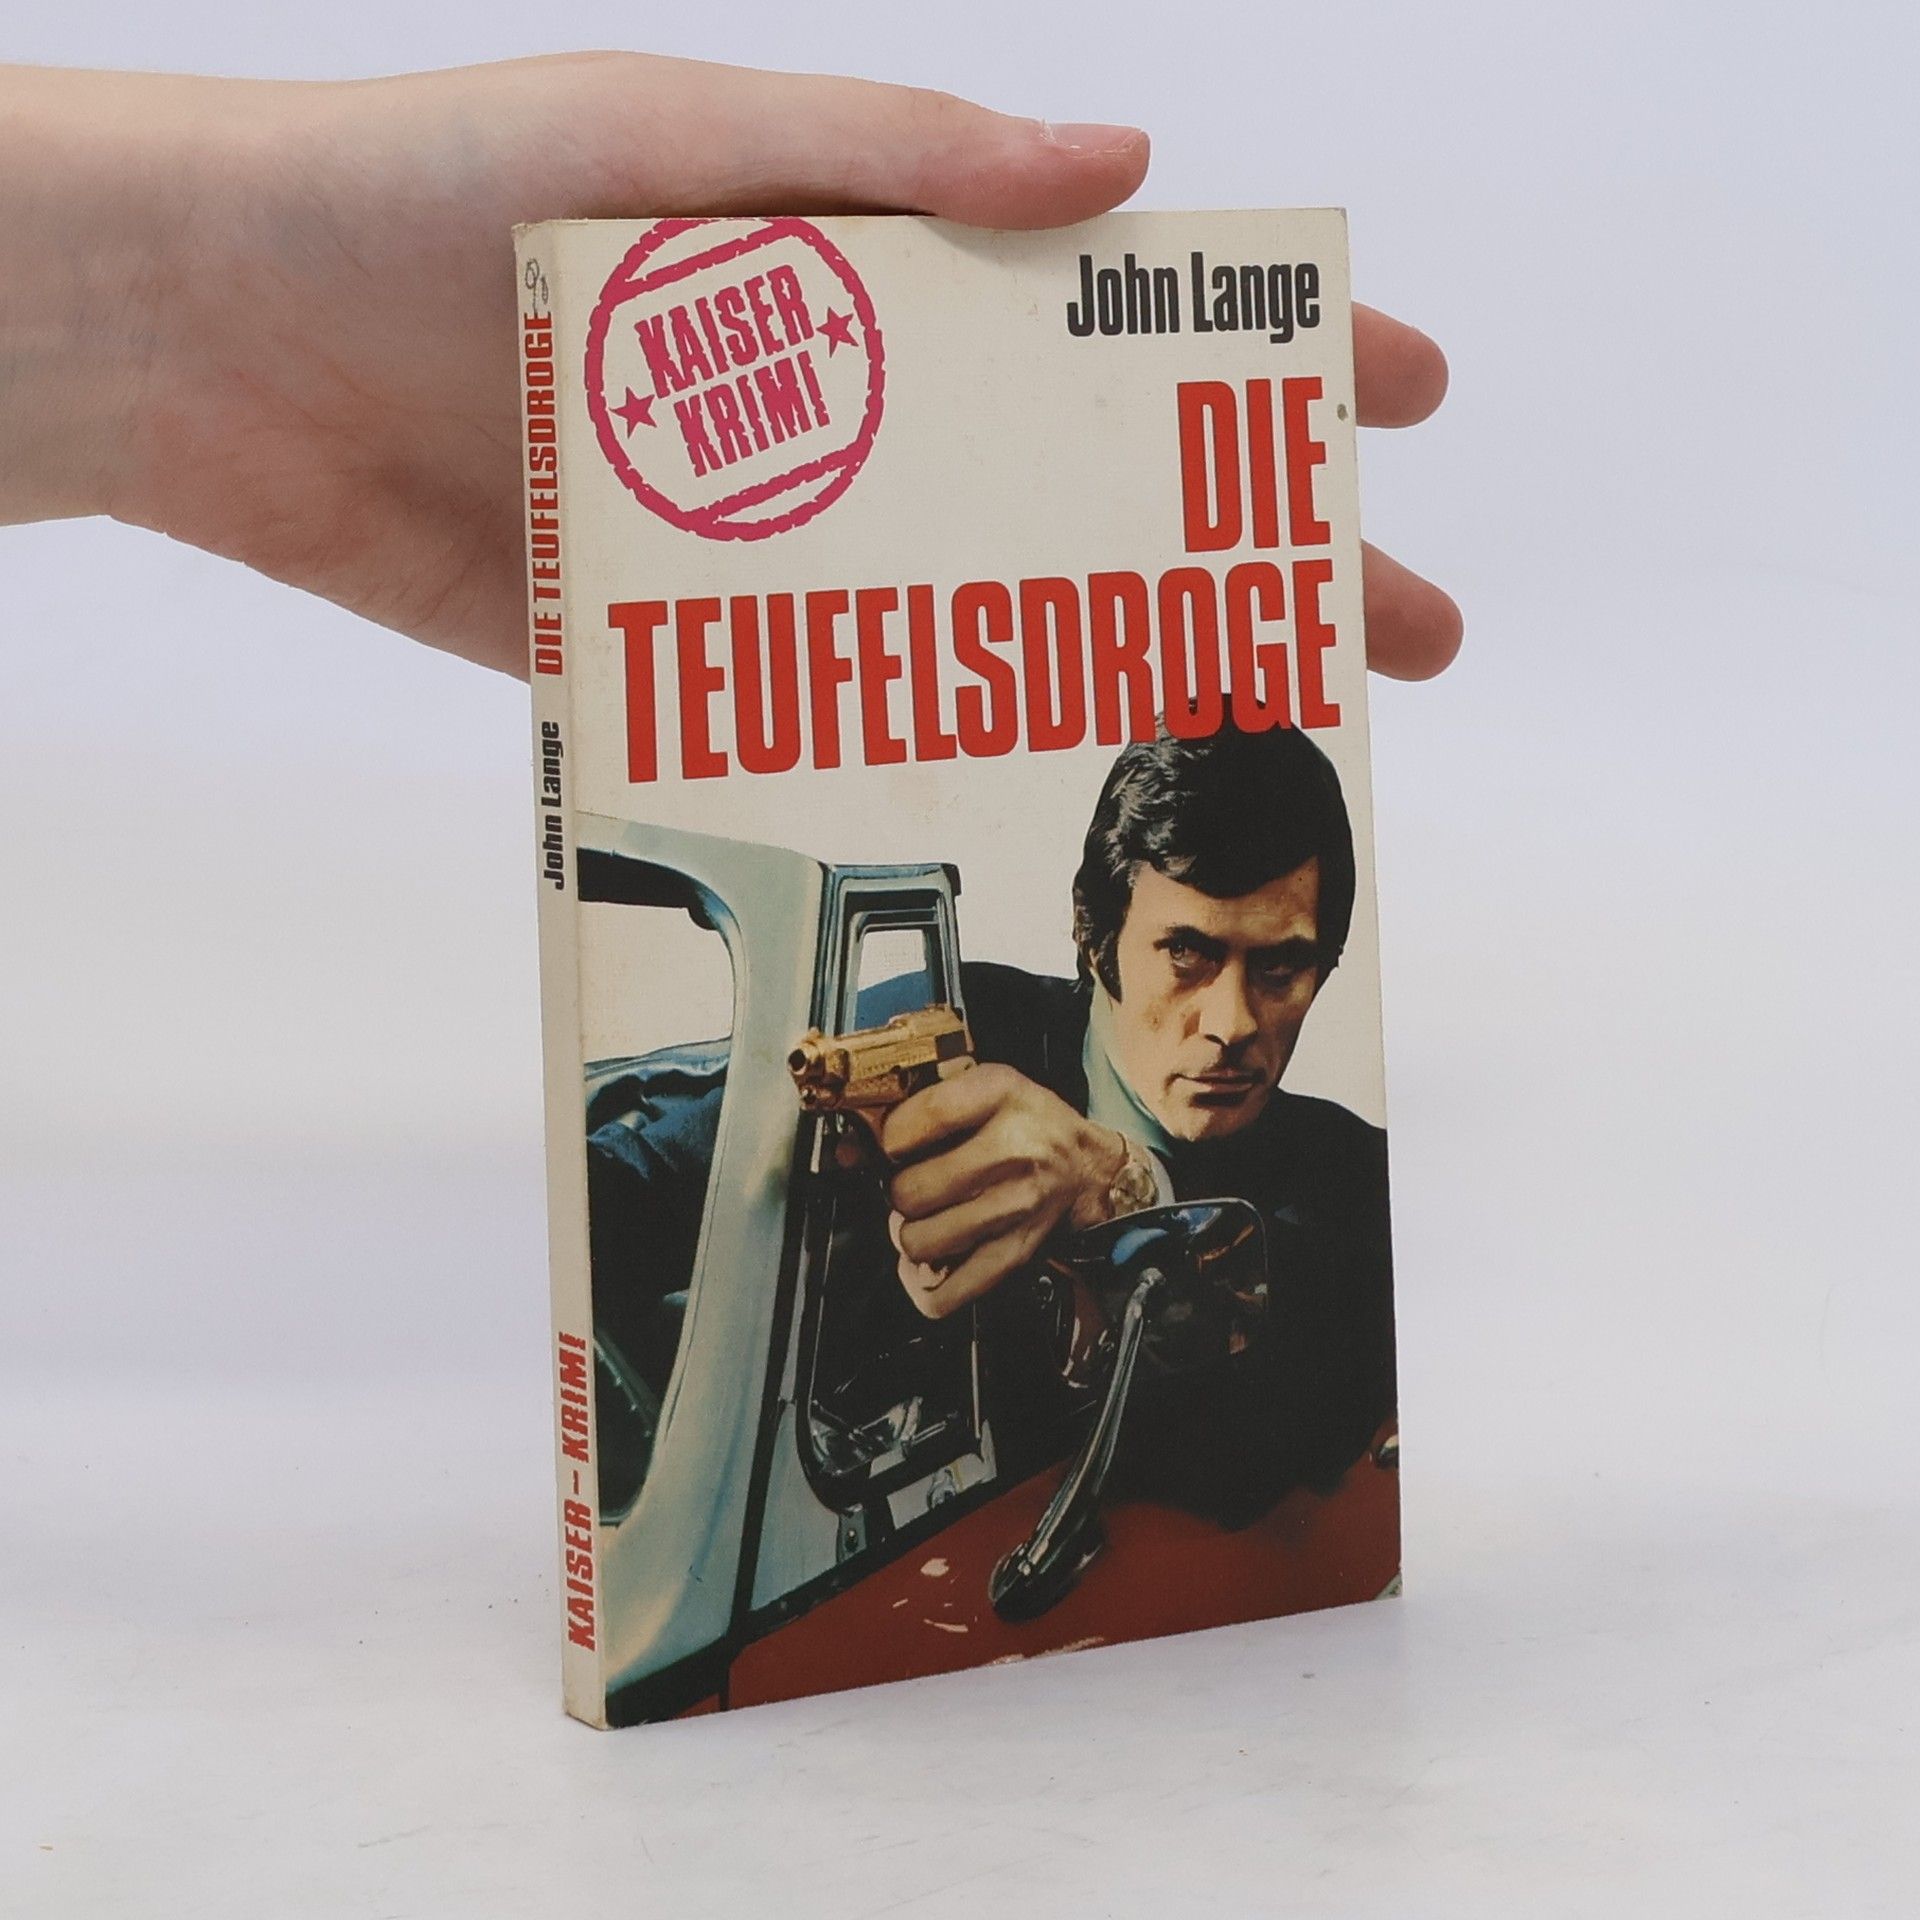 KAISER
KRIMI
John Lange
DIE
TEUFELSDROGE
John Lange DIE TEUFELSDROGE
KAISER - KRIMI